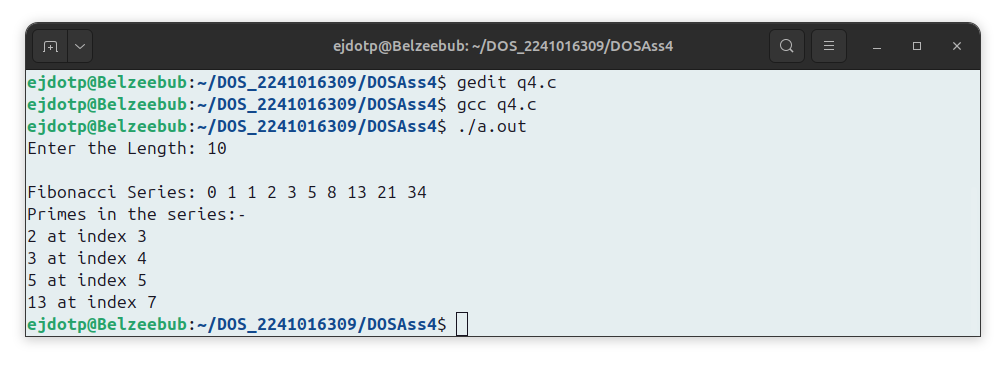 ejdotp@Belzeebub: ~/DOS_2241016309/DOSAss4
ejdotp@Belzeebub:~/DOS_2241016309/DOSAss4$ gedit q4.c
ejdotp@Belzeebub:~/DOS_2241016309/DOSAss4$ gcc q4.c
ejdotp@Belzeebub:~/DOS_2241016309/DOSAss4$ ./a.out
Enter the Length: 10
Fibonacci Series: 0 1 1 2 3 5 8 13 21 34
Primes in the series:-
2 at index 3
3 at index 4
5 at index 5
13 at index 7
ejdotp@Belzeebub:~/DOS_2241016309/DOSAss4$